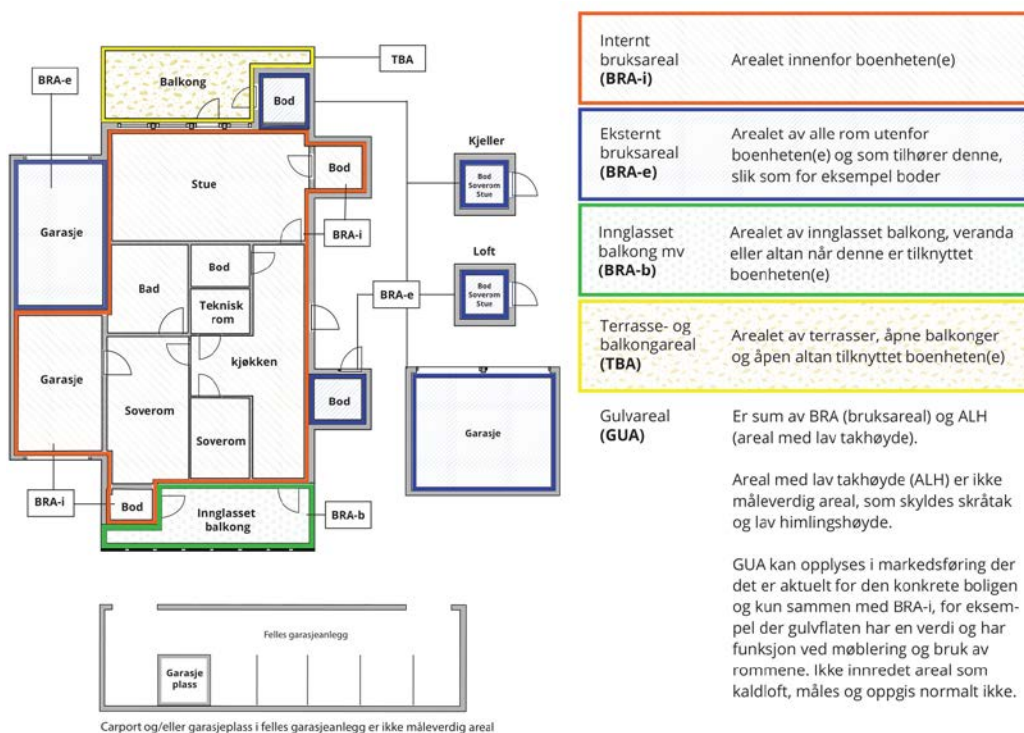 TBA
BRA-e
Balkong
Bod
Stue
Bod
BRA-i
Garasje
Bad
Bod
Teknisk
rom
kjøkken
BRA-e
Garasje
Soverom
Soverom
Bod
BRA-i
Bod
Innglasset
balkong
BRA-b
Kjeller
Bod
Soverom
Stue
Loft
Bod
Soverom
Stue
Garasje
Felles garasjeanlegg
Garasje
plass
Carport og/eller garasjeplass i felles garasjeanlegg er ikke måleverdig areal
Internt
bruksareal
(BRA-i)
Arealet innenfor boenheten(e)
Eksternt
bruksareal
(BRA-e)
Arealet av alle rom utenfor
boenheten(e) og som tilhører denne,
slik som for eksempel boder
Innglasset
balkong mv
(BRA-b)
Arealet av innglasset balkong, veranda
eller altan når denne er tilknyttet
boenheten(e)
Terrasse- og
balkongareal
(TBA)
Arealet av terrasser, åpne balkonger
og åpen altan tilknyttet boenheten(e)
Gulvareal
(GUA)
Er sum av BRA (bruksareal) og ALH
(areal med lav takhøyde).
Areal med lav takhøyde (ALH) er ikke
måleverdig areal, som skyldes skråtak
og lav himlingshøyde.
GUA kan opplyses i markedsføring der
det er aktuelt for den konkrete boligen
og kun sammen med BRA-i, for eksem-
pel der gulvflaten har en verdi og har
funksjon ved møblering og bruk av
rommene. Ikke innredet areal som
kaldloft, måles og oppgis normalt ikke.